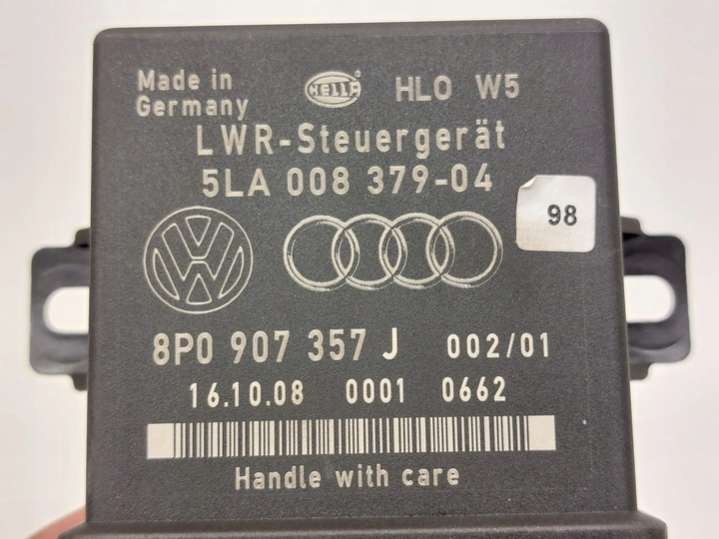 Made in
Germany
HELLA ® HLO W5
LWR-Steuergerät
5LA 008 379-04
98
8P0 907 357 J 002/01
16.10.08 0001 0662
Handle with care